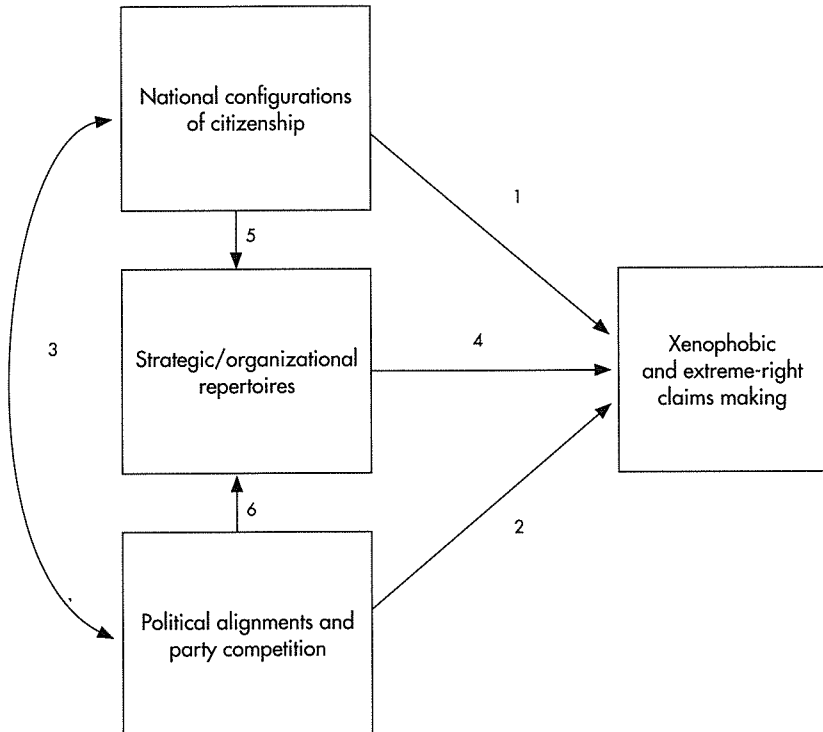 National configurations
of citizenship
1
5
3
Strategic/organizational
repertoires
4
Xenophobic
and extreme-right
claims making
6
2
Political alignments and
party competition